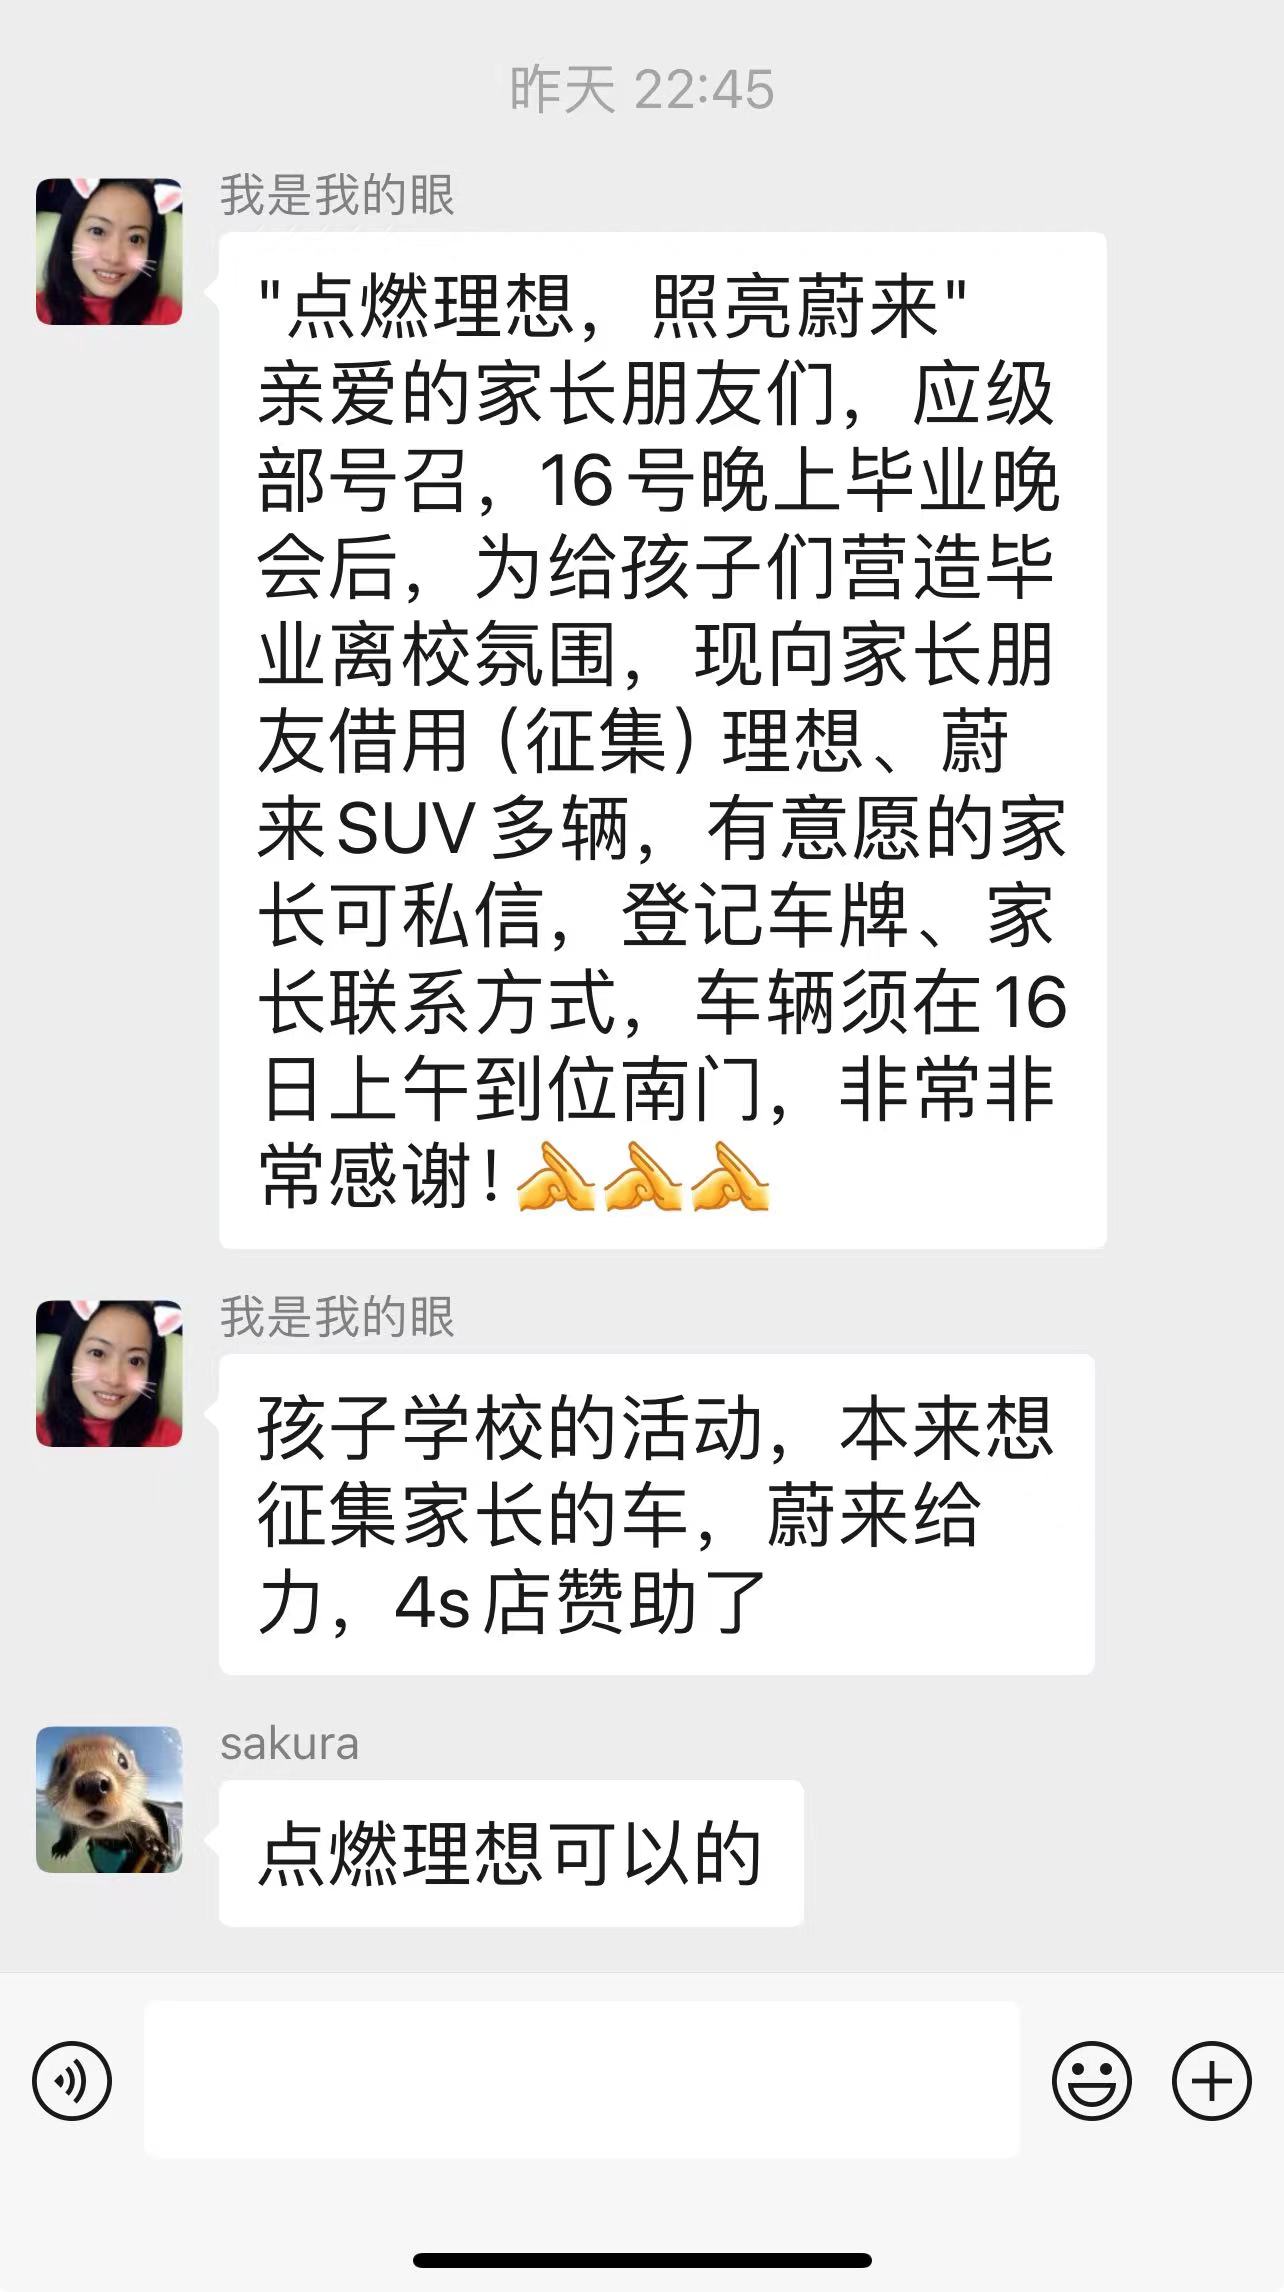 昨天 22:45
我是我的眼
"点燃理想，照亮蔚来"
亲爱的家长朋友们，应级
部号召，16号晚上毕业晚
会后，为给孩子们营造毕
业离校氛围，现向家长朋
友借用（征集）理想、蔚
来SUV多辆，有意愿的家
长可私信，登记车牌、家
长联系方式，车辆须在16
日上午到位南门，非常非
常感谢！🫴🫴🫴
我是我的眼
孩子学校的活动，本来想
征集家长的车，蔚来给
力，4s店赞助了
sakura
点燃理想可以的